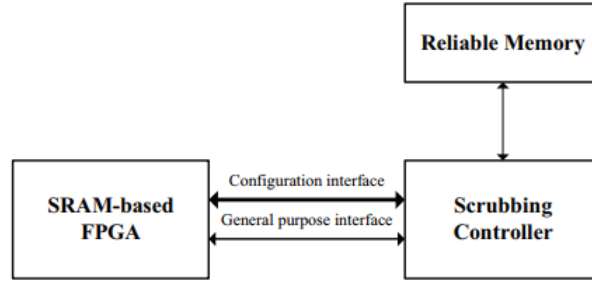 Reliable Memory
Configuration interface
SRAM-based
FPGA
General purpose interface
Scrubbing
Controller